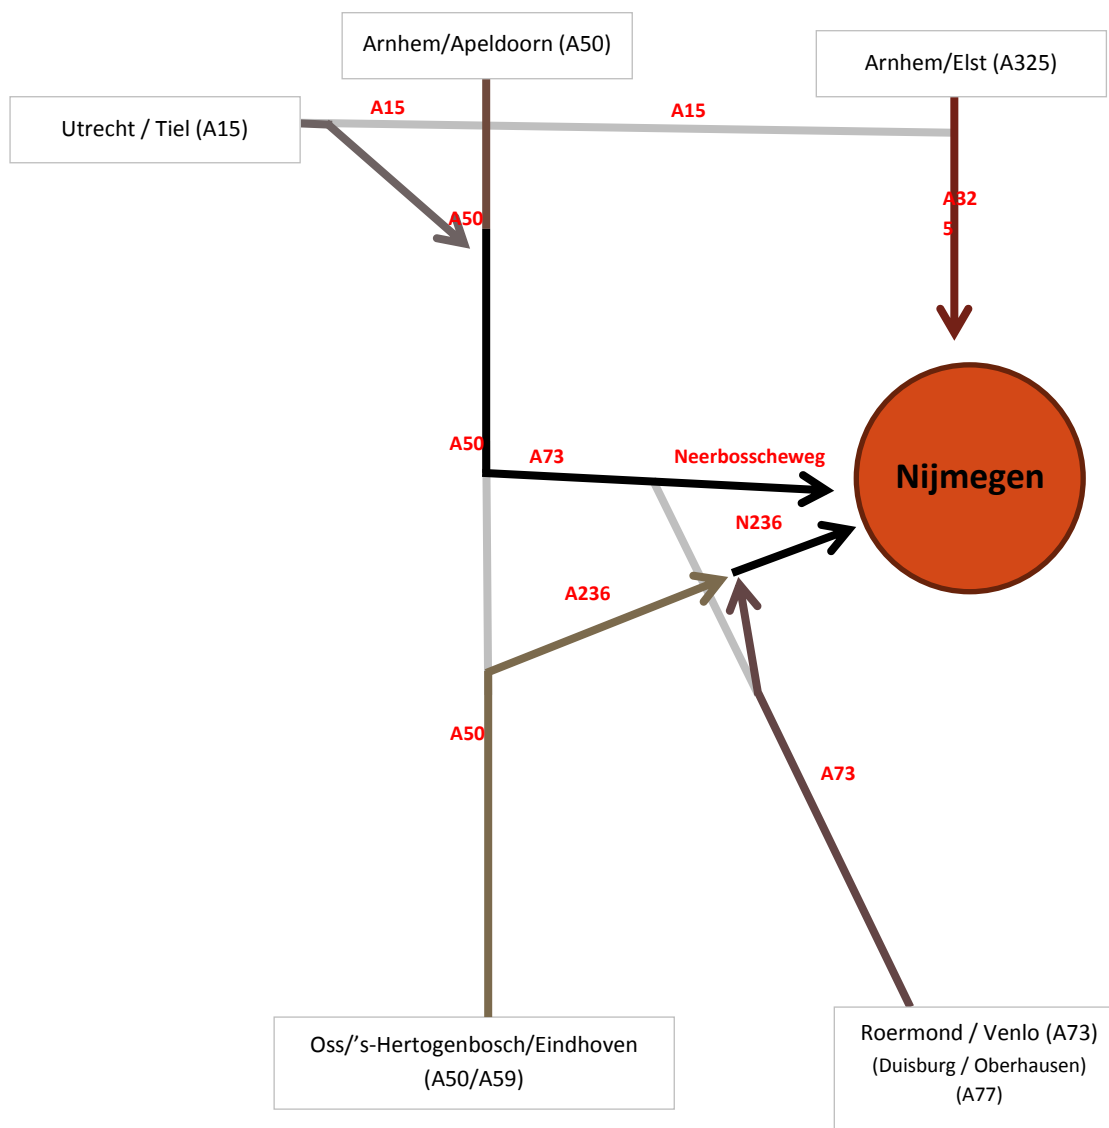 Arnhem/Apeldoorn (A50)
Arnhem/Elst (A325)
Utrecht / Tiel (A15)
A15
A15
A32
5
A50
A50
A73
Neerbosscheweg
Nijmegen
N236
A236
A50
A73
Oss/'s-Hertogenbosch/Eindhoven
(A50/A59)
Roermond / Venlo (A73)
(Duisburg / Oberhausen)
(A77)